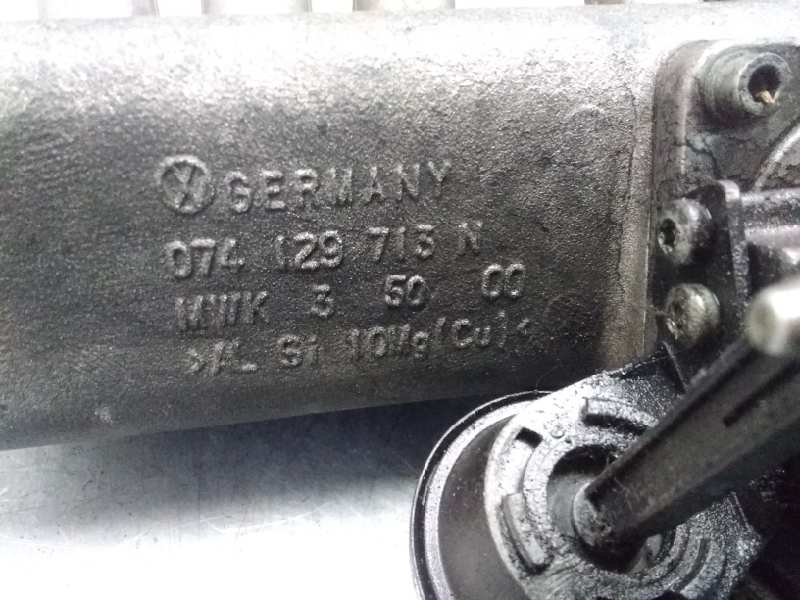 GERMANY
074 129 713 N
MWK 3 50 00
>AL Si 10Mg(Cu)<